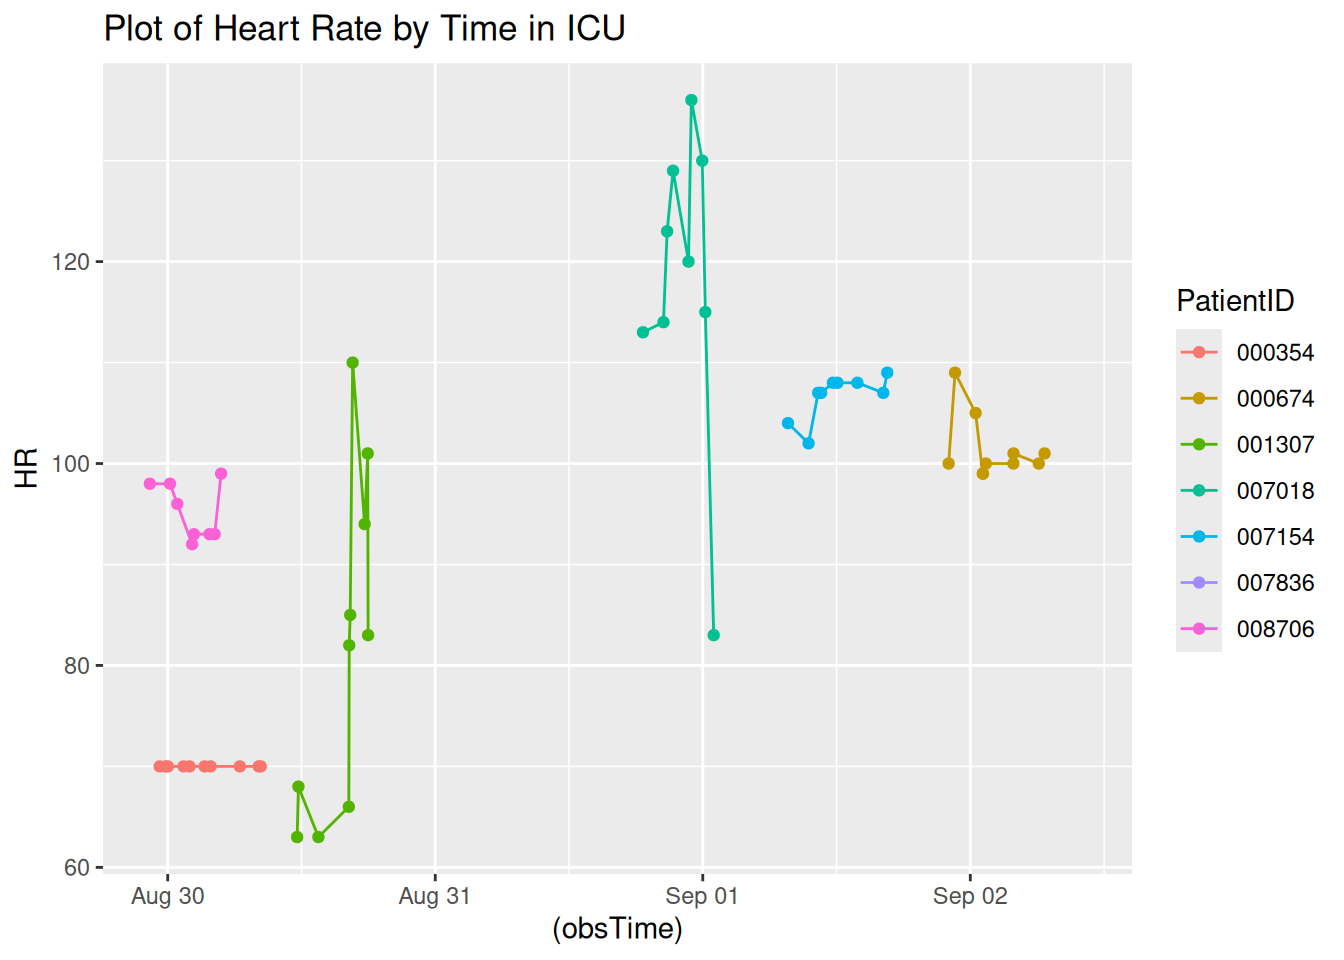 Plot of Heart Rate by Time in ICU
HR
120
100
80
60
Aug 30
Aug 31
Sep 01
Sep 02
(obsTime)
PatientID
000354
000674
001307
007018
007154
007836
008706